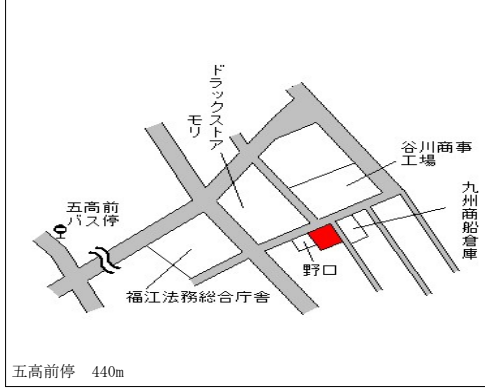 ドラックストア
モリ
谷川商事
工場
九州商船倉庫
五高前
バス停
野口
福江法務総合庁舎
五高前停　440m